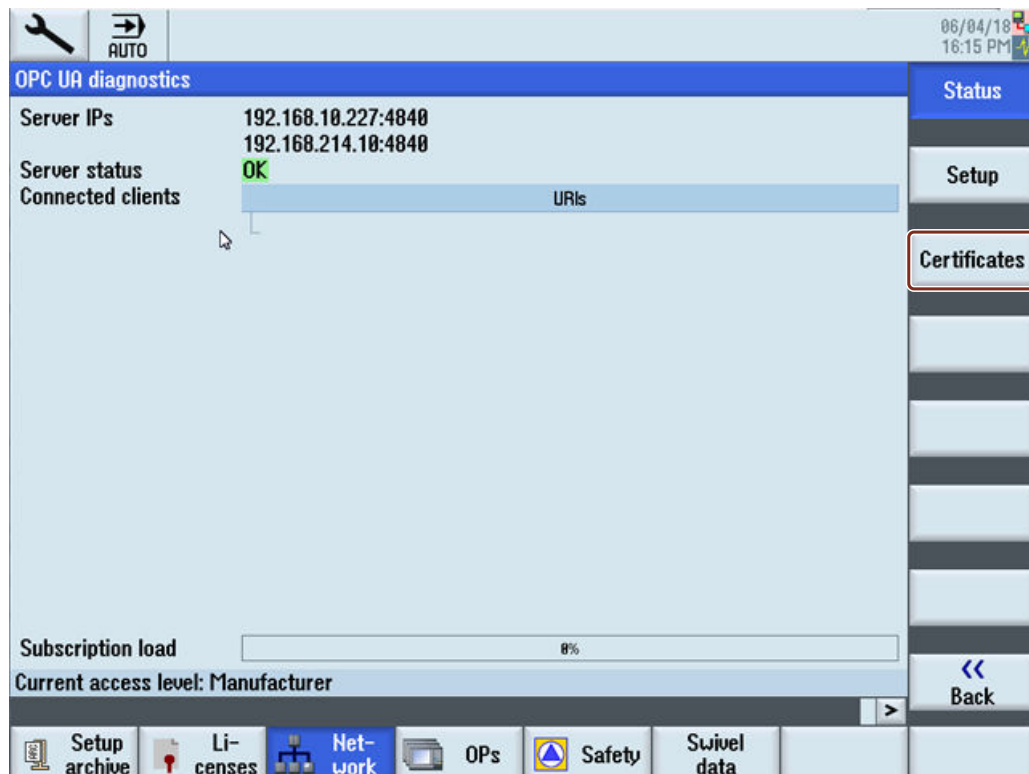 AUTO
06/04/18
16:15 PM
OPC UA diagnostics
Status
Server IPs 192.168.10.227:4840
192.168.214.10:4840
Server status OK
Setup
Connected clients URIs
Certificates
Subscription load 0%
Current access level: Manufacturer
<<
Back
>
Setup
archive
Li-
censes
Net-
work
OPs
Safety
Swivel
data